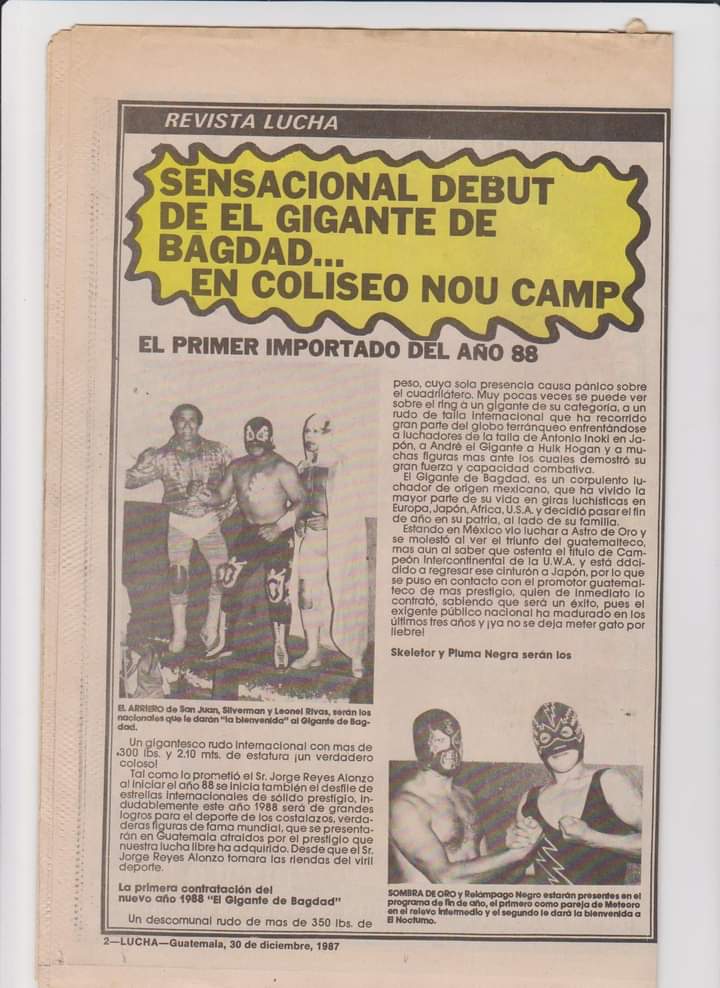 REVISTA LUCHA
SENSACIONAL DEBUT
DE EL GIGANTE DE
BAGDAD...
EN COLISEO NOU CAMP
EL PRIMER IMPORTADO DEL AÑO 88
EL ARRIERO de San Juan, Silverman y Leonel Rivas, serán los
nacionales que le darán "la bienvenida" al Gigante de Bag-
dad.
Un gigantesco rudo Internacional con mas de
300 lbs. y 2.10 mts. de estatura ¡un verdadero
coloso!
Tal como lo prometió el Sr. Jorge Reyes Alonzo
al iniciar el año 88 se inicia también el desfile de
estrellas internacionales de sólido prestigio, in-
dudablemente este año 1988 será de grandes
logros para el deporte de los costalazos, verda-
deras figuras de fama mundial, que se presenta-
rán en Guatemala atraídos por el prestigio que
nuestra lucha libre ha adquirido. Desde que el Sr.
Jorge Reyes Alonzo tomara las riendas del viril
deporte.
La primera contratación del
nuevo año 1988 "El Gigante de Bagdad"
Un descomunal rudo de mas de 350 lbs. de
peso, cuya sola presencia causa pánico sobre
el cuadrilátero. Muy pocas veces se puede ver
sobre el ring a un gigante de su categoría, a un
rudo de talla internacional que ha recorrido
gran parte del globo terránqueo enfrentándose
a luchadores de la talla de Antonio Inoki en Ja-
pón, a André el Gigante a Hulk Hogan y a mu-
chas figuras mas ante los cuales demostró su
gran fuerza y capacidad combativa.
El Gigante de Bagdad, es un corpulento lu-
chador de origen mexicano, que ha vivido la
mayor parte de su vida en giras luchísticas en
Europa, Japón, Africa, U.S.A. y decidió pasar el fin
de año en su patria, al lado de su familia.
Estando en México vio luchar a Astro de Oro y
se molestó al ver el triunfo del guatemalteco,
mas aun al saber que ostenta el título de Cam-
peón Intercontinental de la U.W.A. y está ddci-
dido a regresar ese cinturón a Japón, por lo que
se puso en contacto con el promotor guatemal-
teco de mas prestigio, quien de inmediato lo
contrató, sabiendo que será un éxito, pues el
exigente público nacional ha madurado en los
últimos tres años y ¡ya no se deja meter gato por
liebre!
Skeletor y Pluma Negra serán los
SOMBRA DE ORO y Relámpago Negro estarán presentes en el
programa de fin de año, el primero como pareja de Meteoro
en el relevo intermedio y el segundo le dará la bienvenida a
El Nocturno.
2—LUCHA—Guatemala, 30 de diciembre, 1987